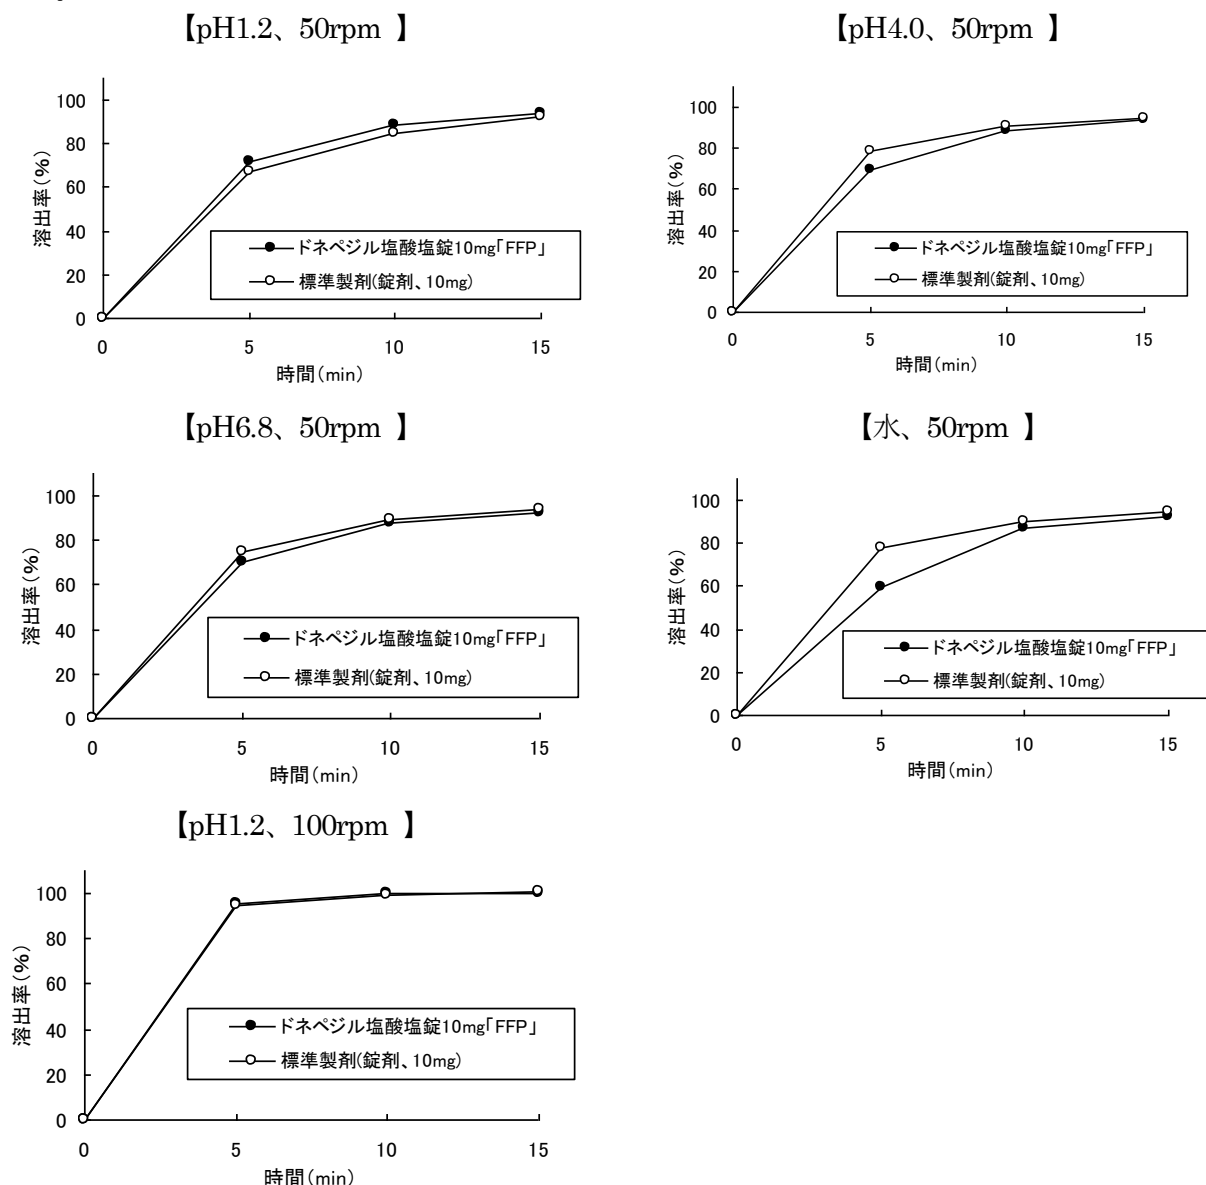 【pH1.2、50rpm 】
100
80
60
40
20
0
溶出率(%)
ドネペジル塩酸塩錠10mg「FFP」
標準製剤(錠剤、10mg)
0 5 10 15
時間(min)
【pH4.0、50rpm 】
100
80
60
40
20
0
溶出率(%)
ドネペジル塩酸塩錠10mg「FFP」
標準製剤(錠剤、10mg)
0 5 10 15
時間(min)
【pH6.8、50rpm 】
100
80
60
40
20
0
溶出率(%)
ドネペジル塩酸塩錠10mg「FFP」
標準製剤(錠剤、10mg)
0 5 10 15
時間(min)
【水、50rpm 】
100
80
60
40
20
0
溶出率(%)
ドネペジル塩酸塩錠10mg「FFP」
標準製剤(錠剤、10mg)
0 5 10 15
時間(min)
【pH1.2、100rpm 】
100
80
60
40
20
0
溶出率(%)
ドネペジル塩酸塩錠10mg「FFP」
標準製剤(錠剤、10mg)
0 5 10 15
時間(min)